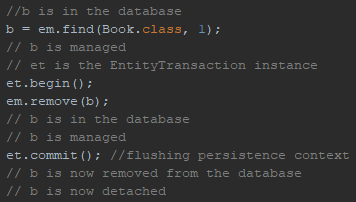 //b is in the database
b = em.find(Book.class, 1);
// b is managed
// et is the EntityTransaction instance
et.begin();
em.remove(b);
// b is in the database
// b is managed
et.commit(); //flushing persistence context
// b is now removed from the database
// b is now detached